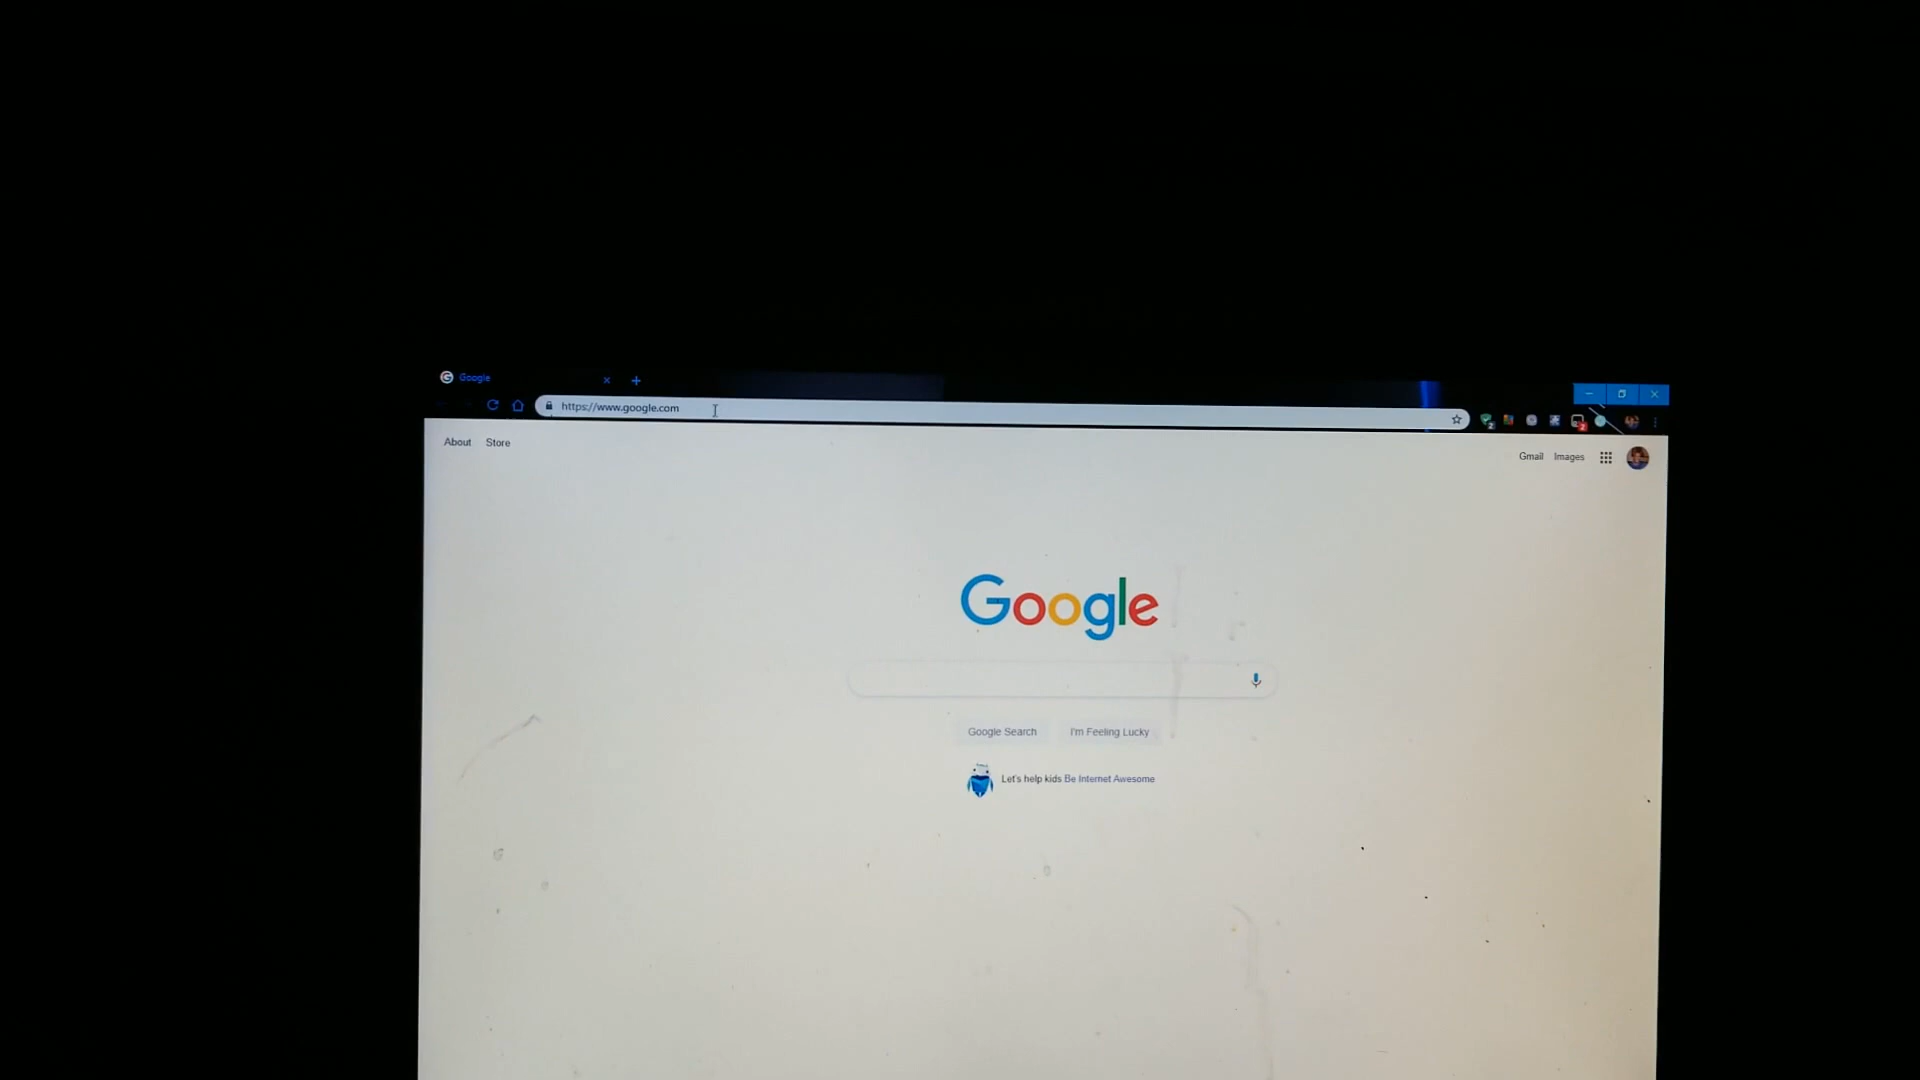 Google
https://www.google.com
About Store
Gmail Images
Google
Google Search I'm Feeling Lucky
Let's help kids Be Internet Awesome